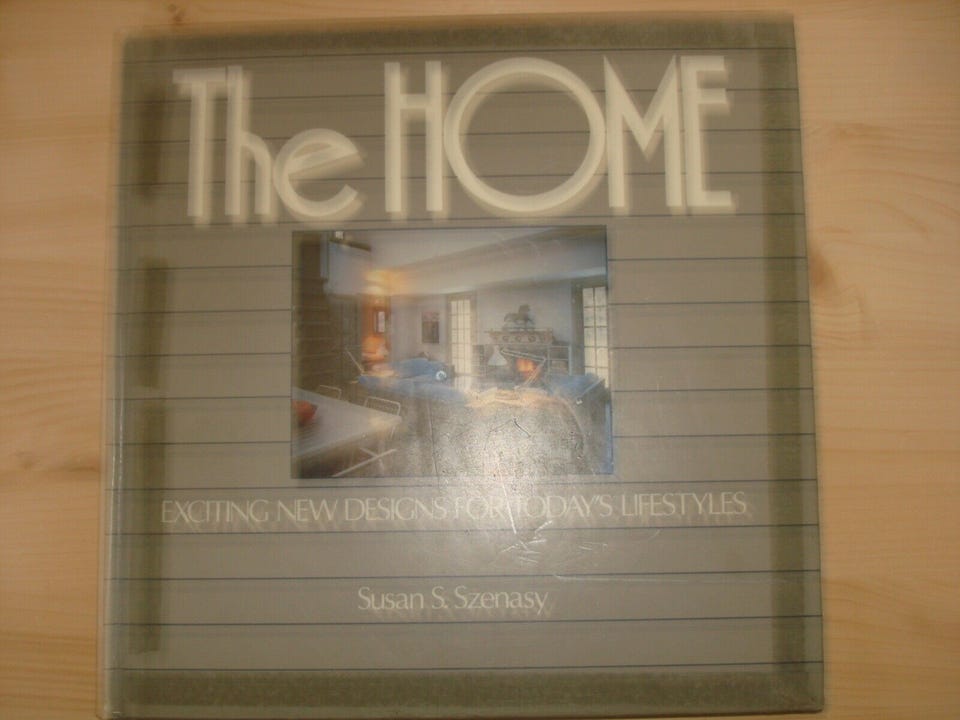 The HOME
EXCITING NEW DESIGNS FOR TODAY'S LIFESTYLES
Susan S. Szenasy